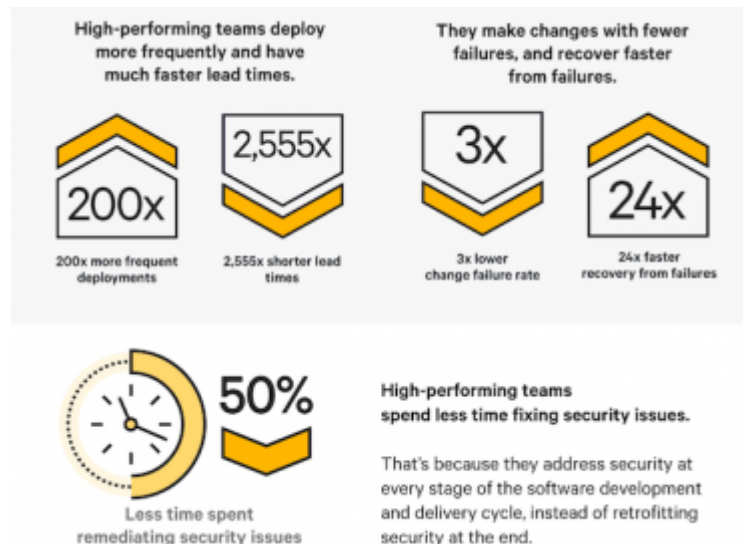 High-performing teams deploy
more frequently and have
much faster lead times.
They make changes with fewer
failures, and recover faster
from failures.
200x
2,555x
3x
24x
200x more frequent
deployments
2,555x shorter lead
times
3x lower
change failure rate
24x faster
recovery from failures
50%
Less time spent
remediating security issues
High-performing teams
spend less time fixing security issues.
That's because they address security at
every stage of the software development
and delivery cycle, instead of retrofitting
security at the end.